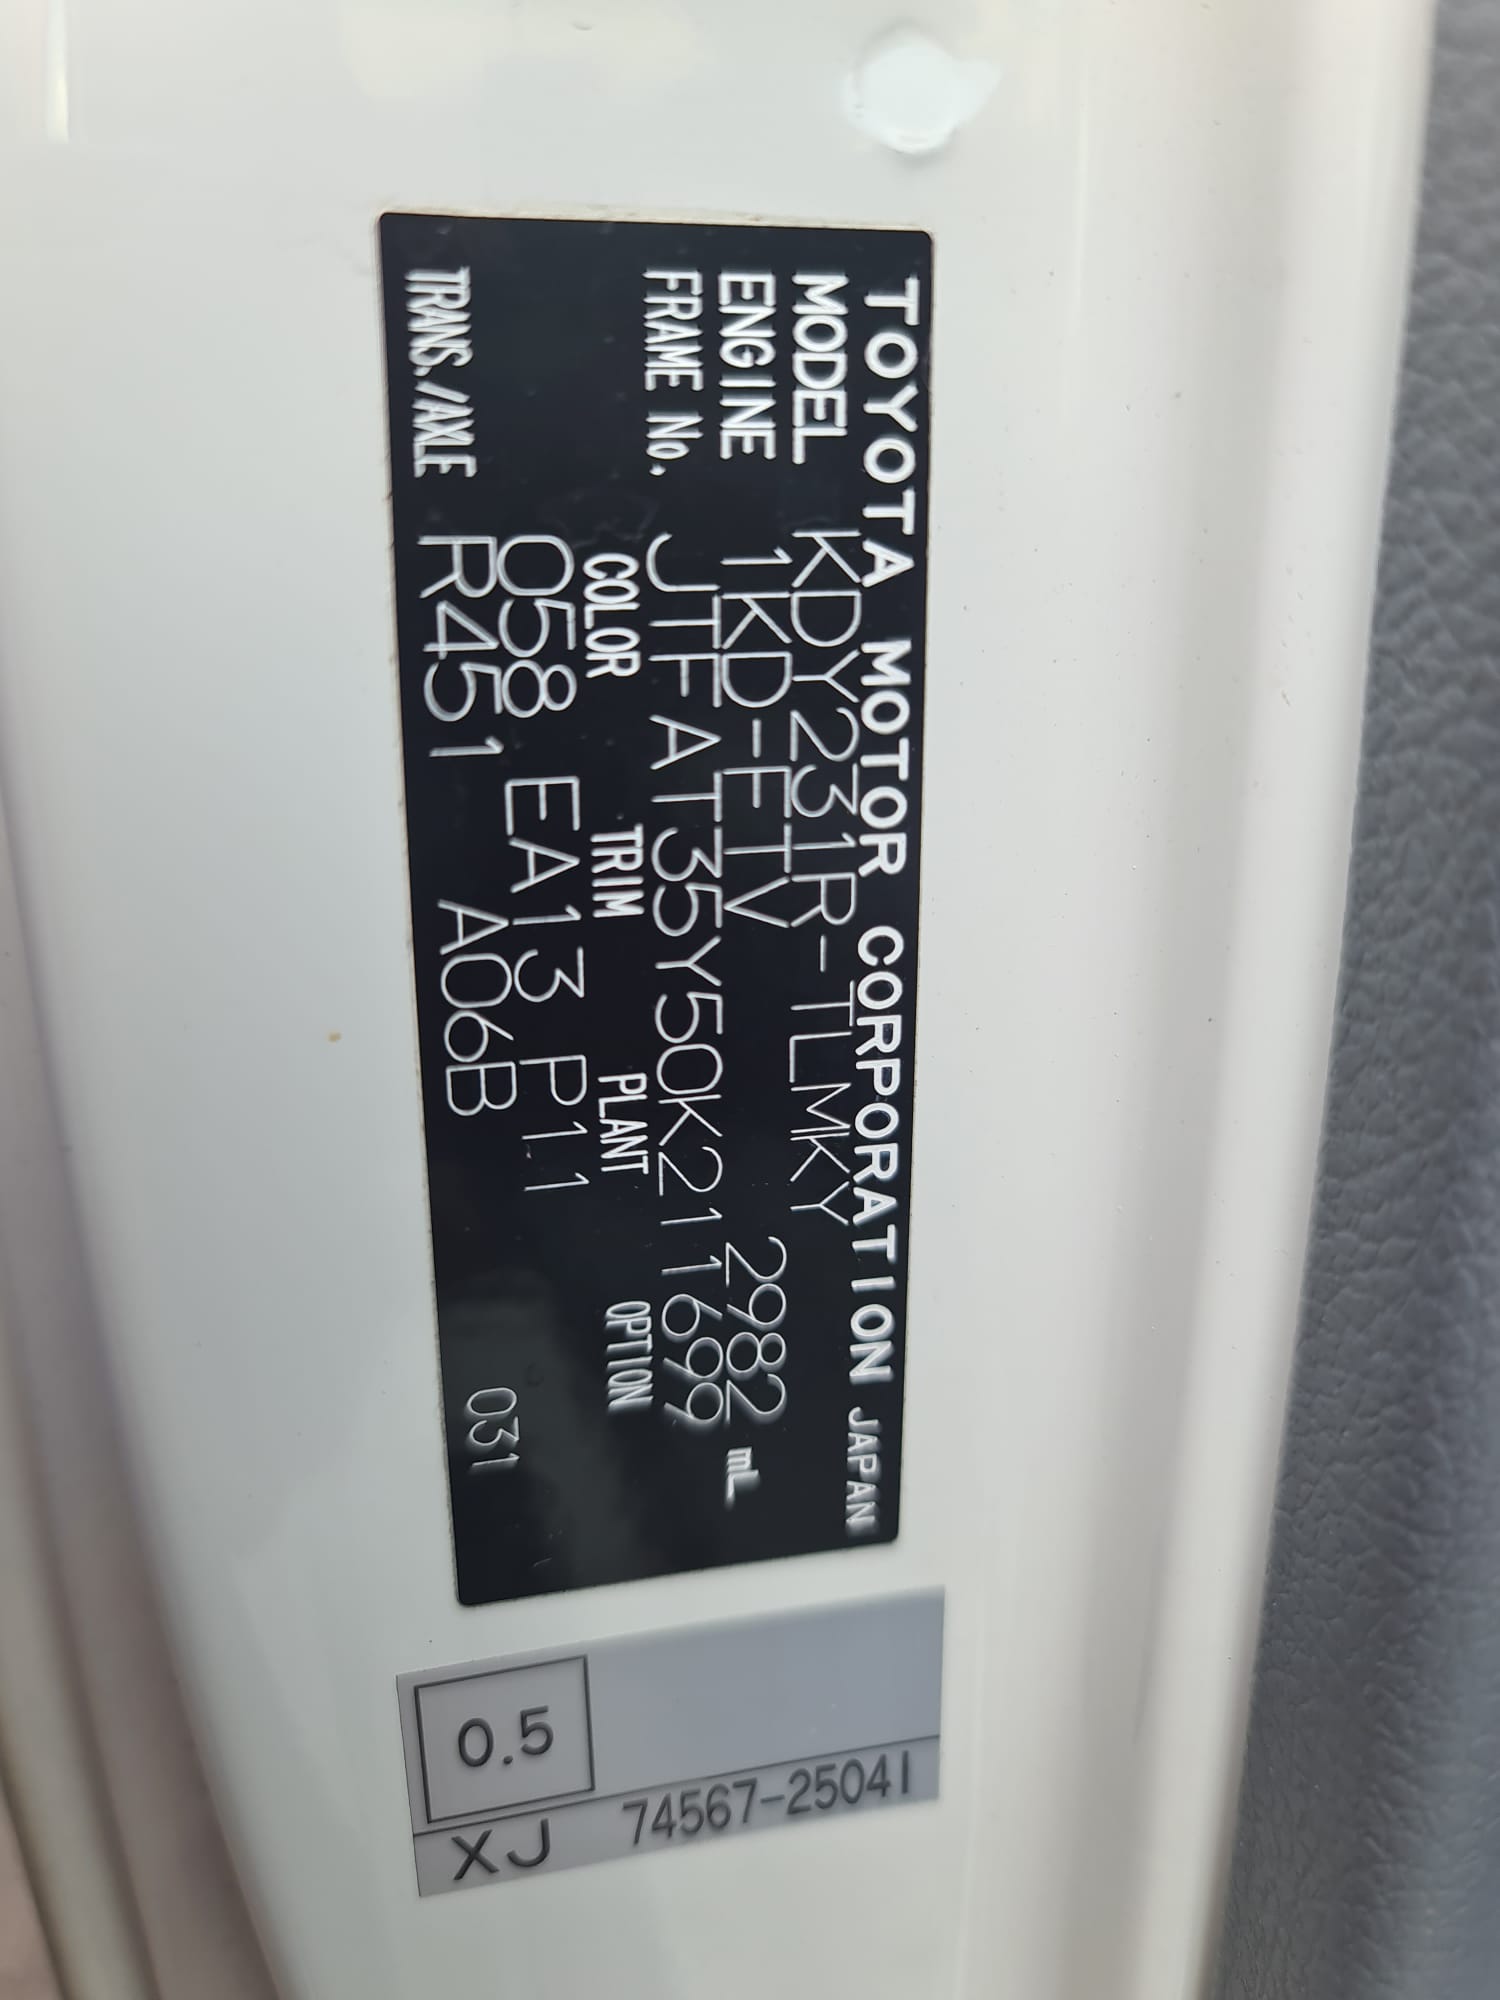 TOYOTA MOTOR CORPORATION JAPAN
MODEL KDY231R-TLMKY
ENGINE 1KD-FTV 2982 mL
FRAME No. JTFAT35Y50K211699
COLOR TRIM PLANT OPTION
058 EA13 P11
TRANS./AXLE R451 A06B 031
0.5
XJ 74567-25041